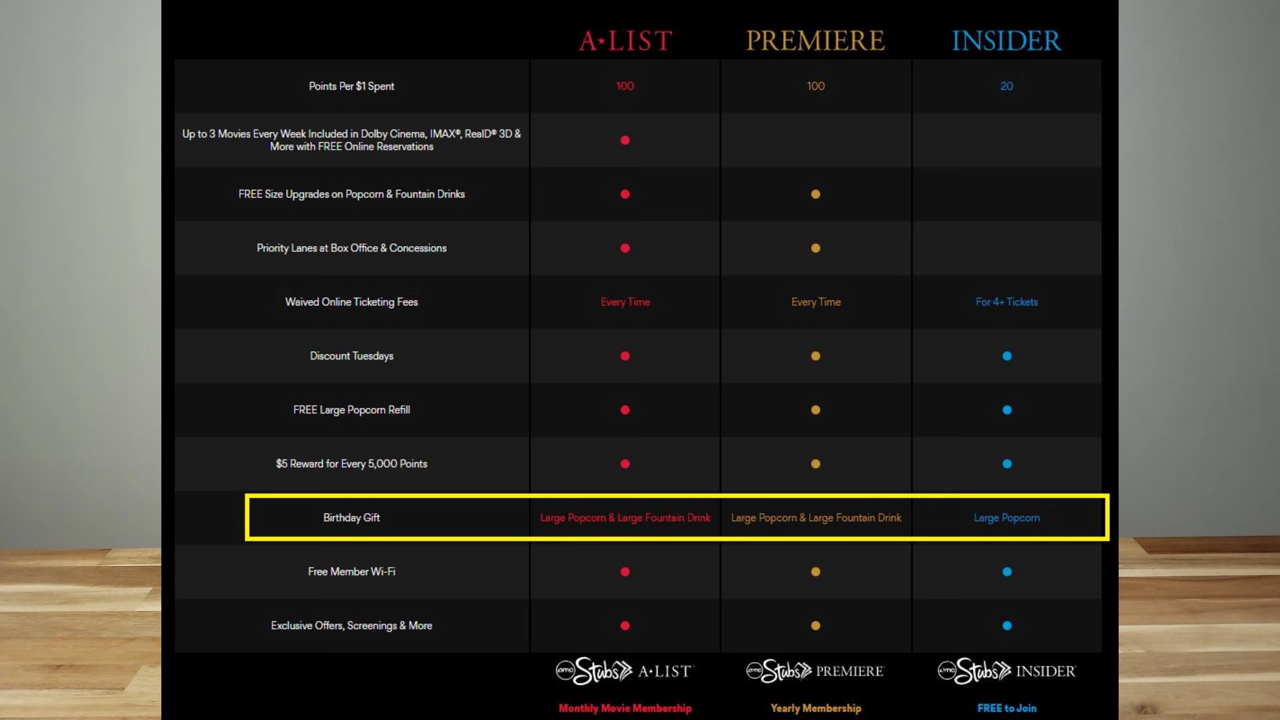 A★LIST PREMIERE INSIDER
Points Per $1 Spent 100 100 20
Up to 3 Movies Every Week Included in Dolby Cinema, IMAX®, RealD® 3D &
More with FREE Online Reservations
FREE Size Upgrades on Popcorn & Fountain Drinks
Priority Lanes at Box Office & Concessions
Waived Online Ticketing Fees Every Time Every Time For 4+ Tickets
Discount Tuesdays
FREE Large Popcorn Refill
$5 Reward for Every 5,000 Points
Birthday Gift Large Popcorn & Large Fountain Drink Large Popcorn & Large Fountain Drink Large Popcorn
Free Member Wi-Fi
Exclusive Offers, Screenings & More
amc Stubs A★LIST amc Stubs PREMIERE amc Stubs INSIDER
Monthly Movie Membership Yearly Membership FREE to Join